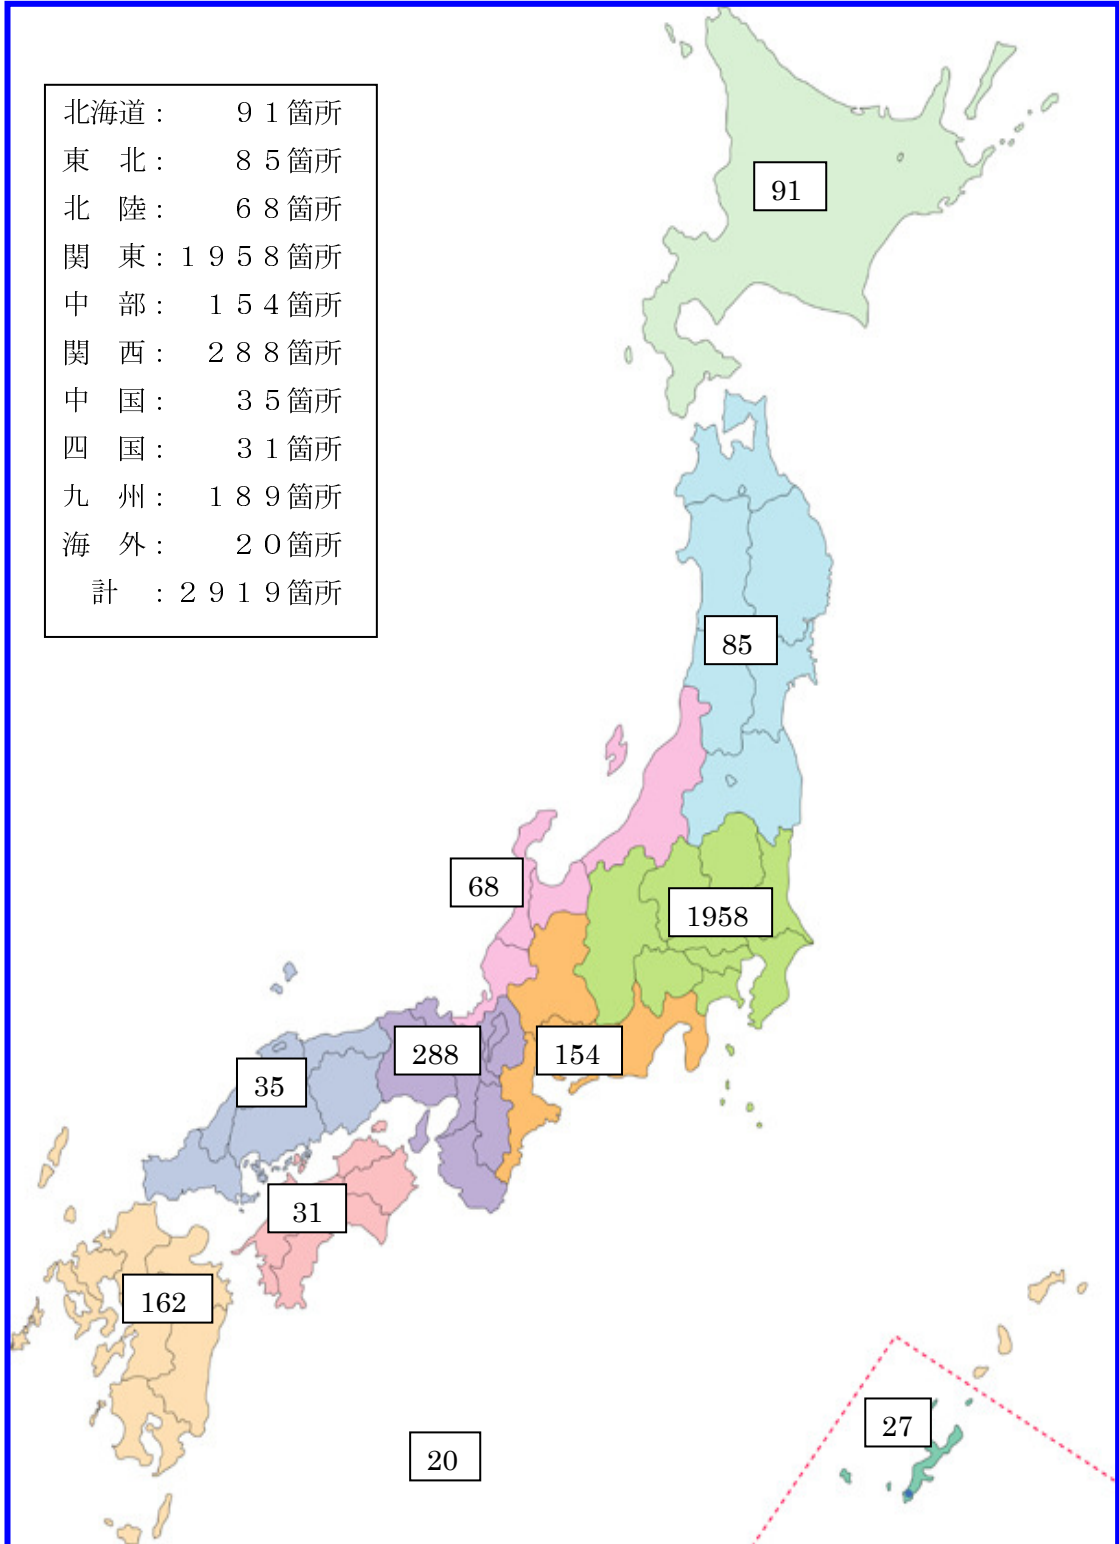 北海道：　　９１箇所
東　北：　　８５箇所
北　陸：　　６８箇所
関　東：１９５８箇所
中　部：　１５４箇所
関　西：　２８８箇所
中　国：　　３５箇所
四　国：　　３１箇所
九　州：　１８９箇所
海　外：　　２０箇所
計　：２９１９箇所
91
85
68
1958
288
154
35
31
162
27
20